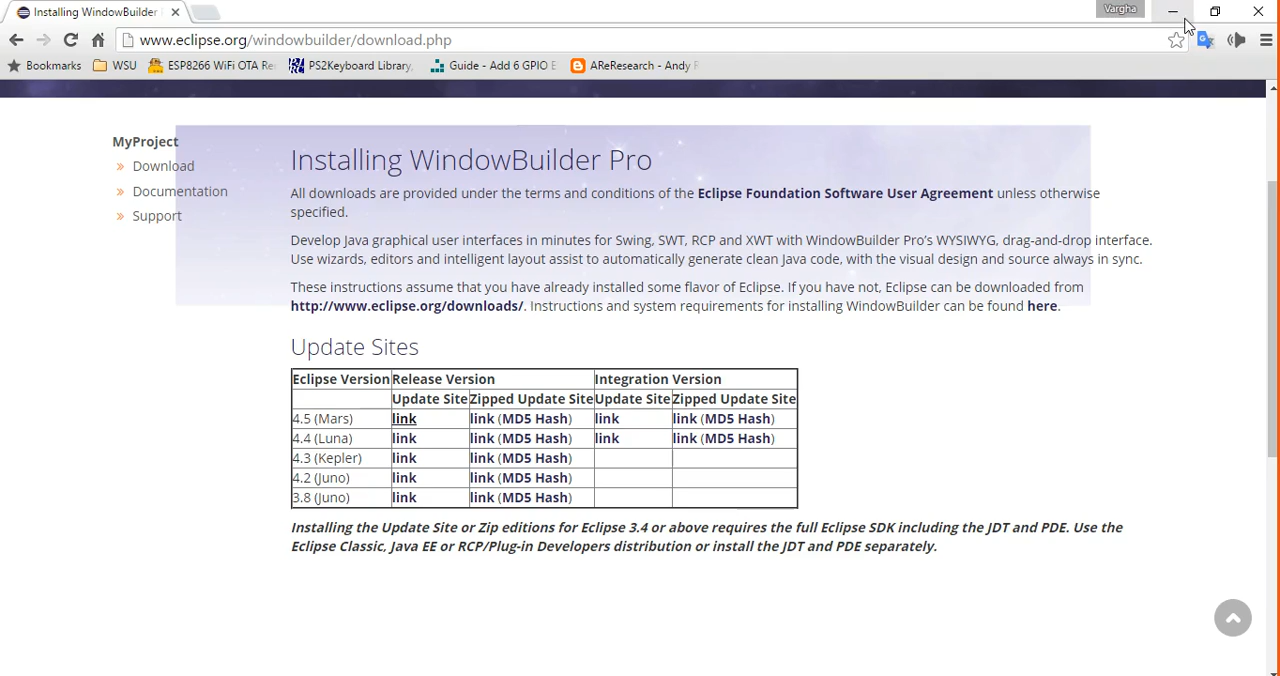 Installing WindowBuilder
Vargha
www.eclipse.org/windowbuilder/download.php
Bookmarks WSU ESP8266 WiFi OTA Re PS2Keyboard Library, Guide - Add 6 GPIO E AReResearch - Andy
MyProject
Download
Documentation
Support
Installing WindowBuilder Pro
All downloads are provided under the terms and conditions of the Eclipse Foundation Software User Agreement unless otherwise
specified.
Develop Java graphical user interfaces in minutes for Swing, SWT, RCP and XWT with WindowBuilder Pro's WYSIWYG, drag-and-drop interface.
Use wizards, editors and intelligent layout assist to automatically generate clean Java code, with the visual design and source always in sync.
These instructions assume that you have already installed some flavor of Eclipse. If you have not, Eclipse can be downloaded from
http://www.eclipse.org/downloads/. Instructions and system requirements for installing WindowBuilder can be found here.
Update Sites
Eclipse Version Release Version Integration Version
Update Site Zipped Update Site Update Site Zipped Update Site
4.5 (Mars) link link (MD5 Hash) link link (MD5 Hash)
4.4 (Luna) link link (MD5 Hash) link link (MD5 Hash)
4.3 (Kepler) link link (MD5 Hash)
4.2 (Juno) link link (MD5 Hash)
3.8 (Juno) link link (MD5 Hash)
Installing the Update Site or Zip editions for Eclipse 3.4 or above requires the full Eclipse SDK including the JDT and PDE. Use the
Eclipse Classic, Java EE or RCP/Plug-in Developers distribution or install the JDT and PDE separately.